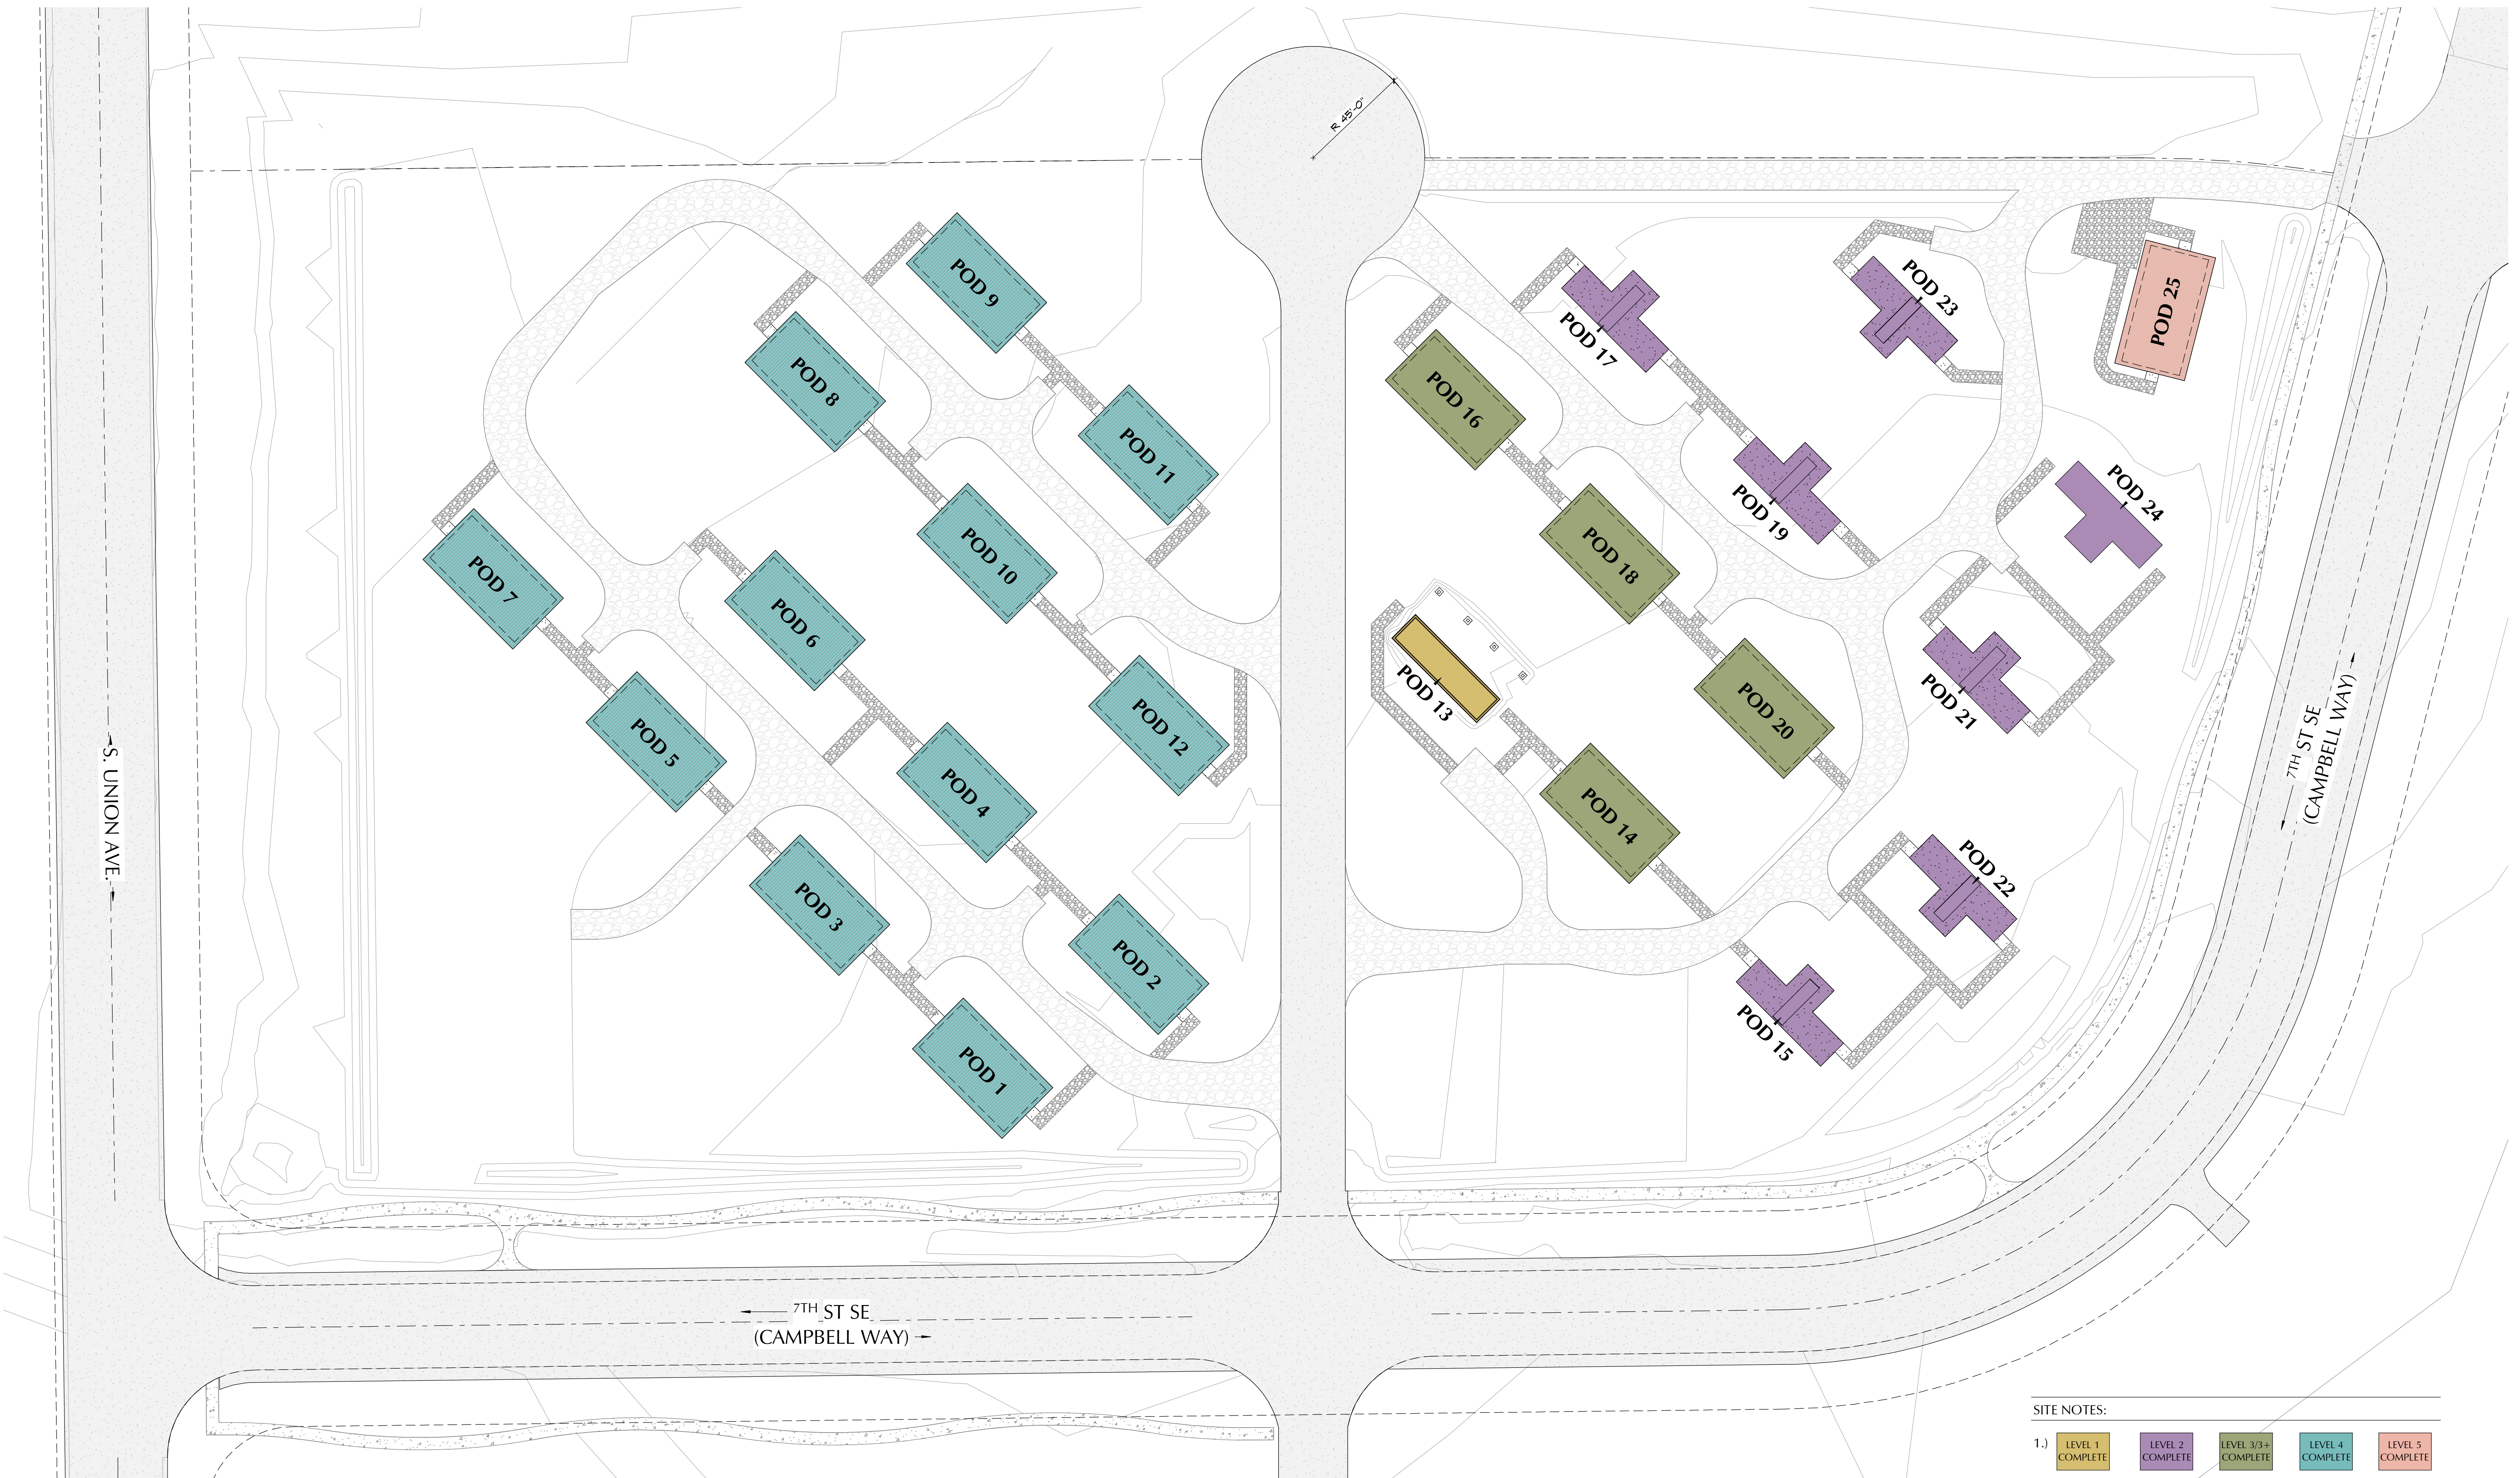 R 45'-0"
POD 9
POD 8
POD 11
POD 7
POD 10
POD 6
POD 5
POD 12
POD 4
POD 3
POD 2
POD 1
POD 17
POD 23
POD 25
POD 16
POD 19
POD 24
POD 18
POD 13
POD 20
POD 21
POD 14
POD 22
POD 15
S. UNION AVE.
7TH ST SE
(CAMPBELL WAY)
7TH ST SE
(CAMPBELL WAY)
SITE NOTES:
1.)
LEVEL 1
COMPLETE
LEVEL 2
COMPLETE
LEVEL 3/3+
COMPLETE
LEVEL 4
COMPLETE
LEVEL 5
COMPLETE